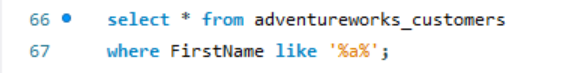 66 select * from adventureworks_customers
67 where FirstName like '%a%';